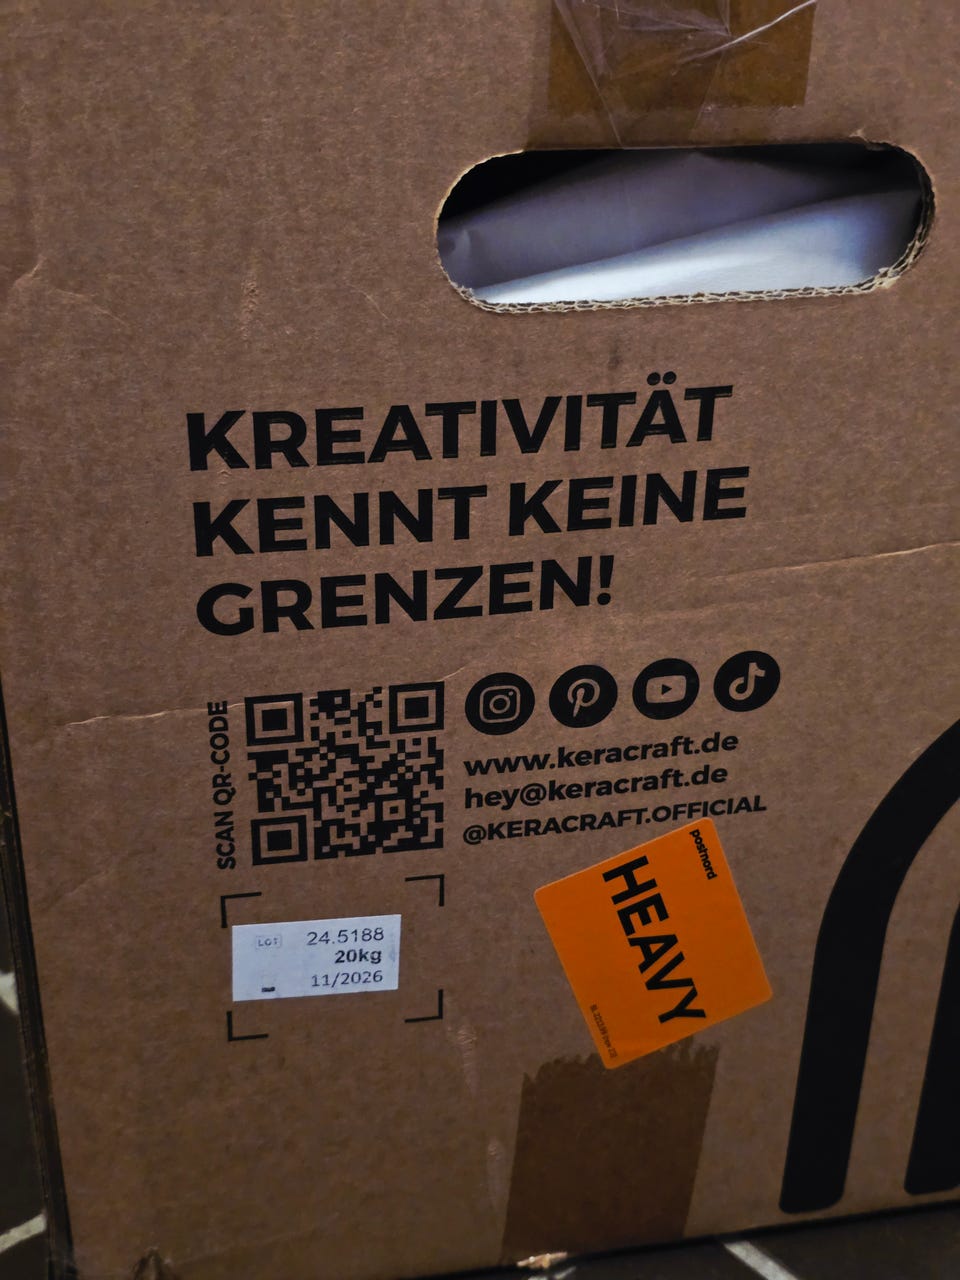 KREATIVITÄT
KENNT KEINE
GRENZEN!
SCAN QR-CODE
www.keracraft.de
hey@keracraft.de
@KERACRAFT.OFFICIAL
postnord
HEAVY
LOT 24.5188
20kg
11/2026